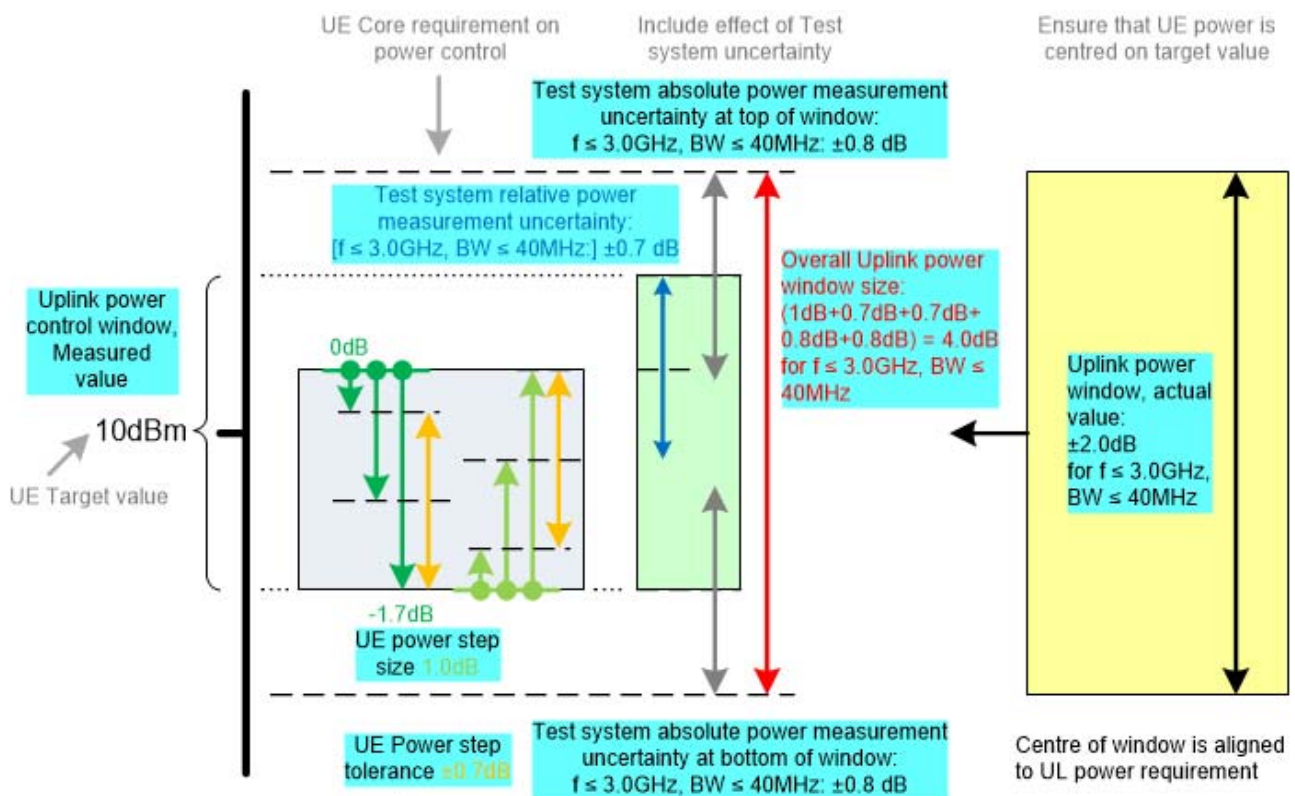 UE Core requirement on
power control
Include effect of Test
system uncertainty
Ensure that UE power is
centred on target value
Test system absolute power measurement
uncertainty at top of window:
f ≤ 3.0GHz, BW ≤ 40MHz: ±0.8 dB
Test system relative power
measurement uncertainty:
[f ≤ 3.0GHz, BW ≤ 40MHz:] ±0.7 dB
Uplink power
control window,
Measured
value
10dBm
UE Target value
0dB
-1.7dB
UE power step
size 1.0dB
UE Power step
tolerance ±0.7dB
Overall Uplink power
window size:
(1dB+0.7dB+0.7dB+
0.8dB+0.8dB) = 4.0dB
for f ≤ 3.0GHz, BW ≤
40MHz
Test system absolute power measurement
uncertainty at bottom of window:
f ≤ 3.0GHz, BW ≤ 40MHz: ±0.8 dB
Uplink power
window, actual
value:
±2.0dB
for f ≤ 3.0GHz,
BW ≤ 40MHz
Centre of window is aligned
to UL power requirement